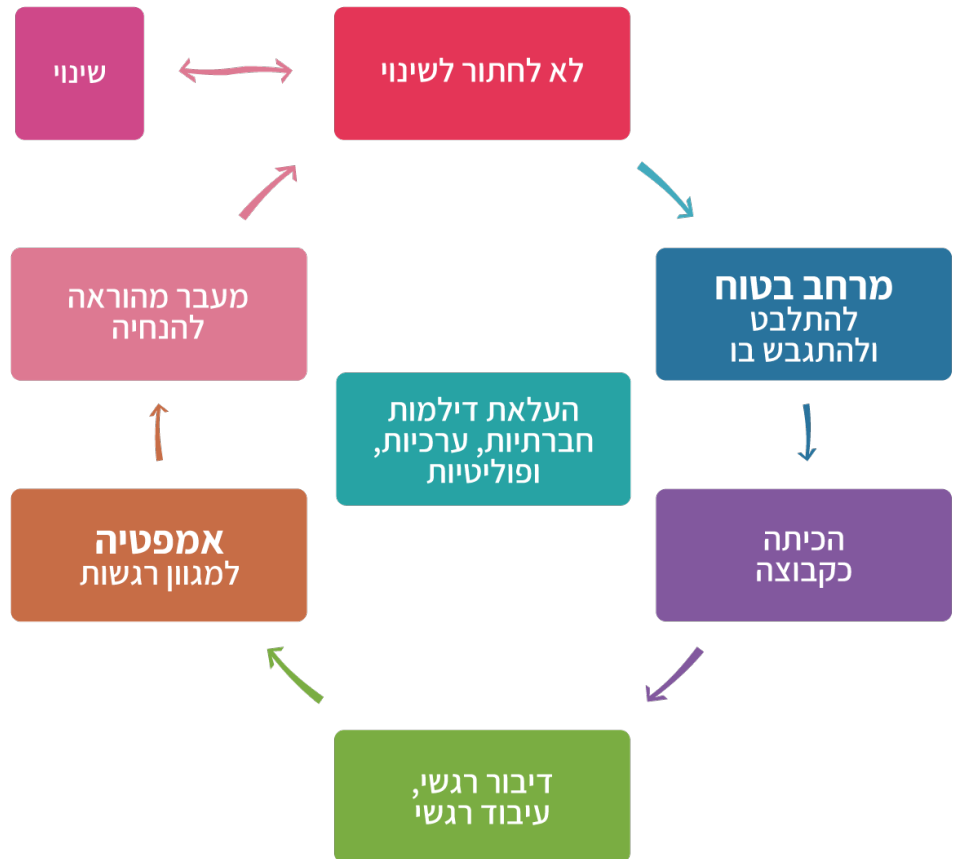 לא לחתור לשינוי
שינוי
מרחב בטוח
להתלבט
ולהתגבש בו
מעבר מהוראה
להנחיה
העלאת דילמות
חברתיות, ערכיות,
ופוליטיות
הכיתה
כקבוצה
אמפטיה
למגוון רגשות
דיבור רגשי,
עיבוד רגשי